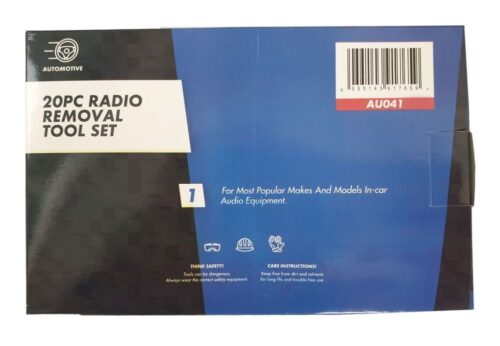 AUTOMOTIVE
20PC RADIO
REMOVAL
TOOL SET
AU041
1
For Most Popular Makes And Models In-car
Audio Equipment.
THINK SAFETY!
Tools can be dangerous.
Always wear the correct safety equipment.
CARE INSTRUCTIONS!
Keep free from dirt and solvents
for long life and trouble free use.